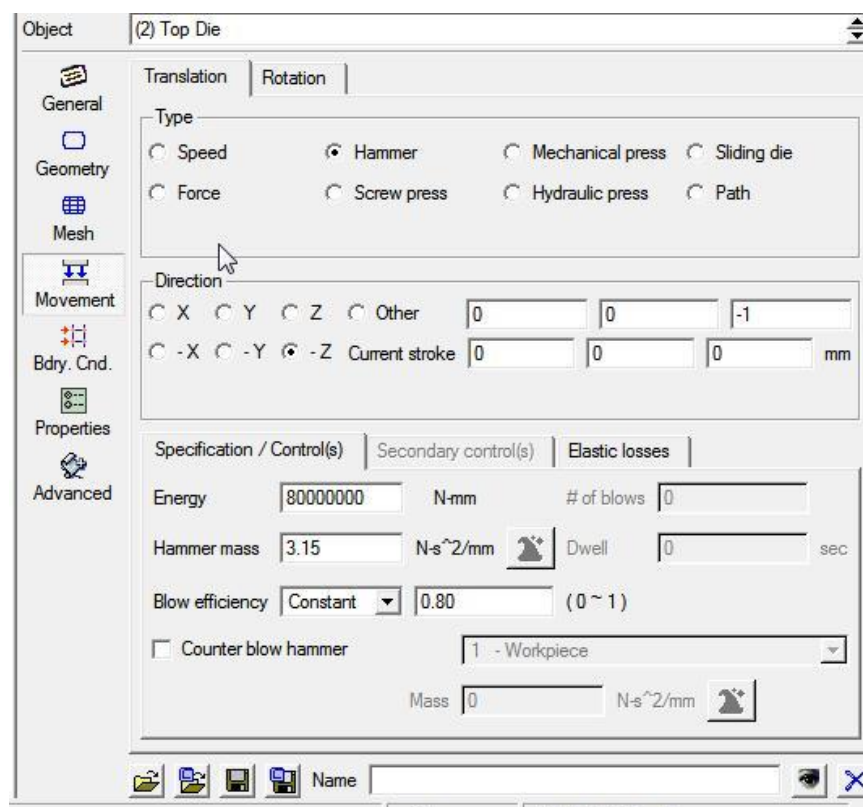 Object (2) Top Die
General
Geometry
Mesh
Movement
Bdry. Cnd.
Properties
Advanced
Translation Rotation
Type
Speed Hammer Mechanical press Sliding die
Force Screw press Hydraulic press Path
Direction
X Y Z Other 0 0 -1
-X -Y -Z Current stroke 0 0 0 mm
Specification / Control(s) Secondary control(s) Elastic losses
Energy 80000000 N-mm # of blows 0
Hammer mass 3.15 N-s^2/mm Dwell 0 sec
Blow efficiency Constant 0.80 ( 0 ~ 1 )
Counter blow hammer 1 - Workpiece
Mass 0 N-s^2/mm
Name